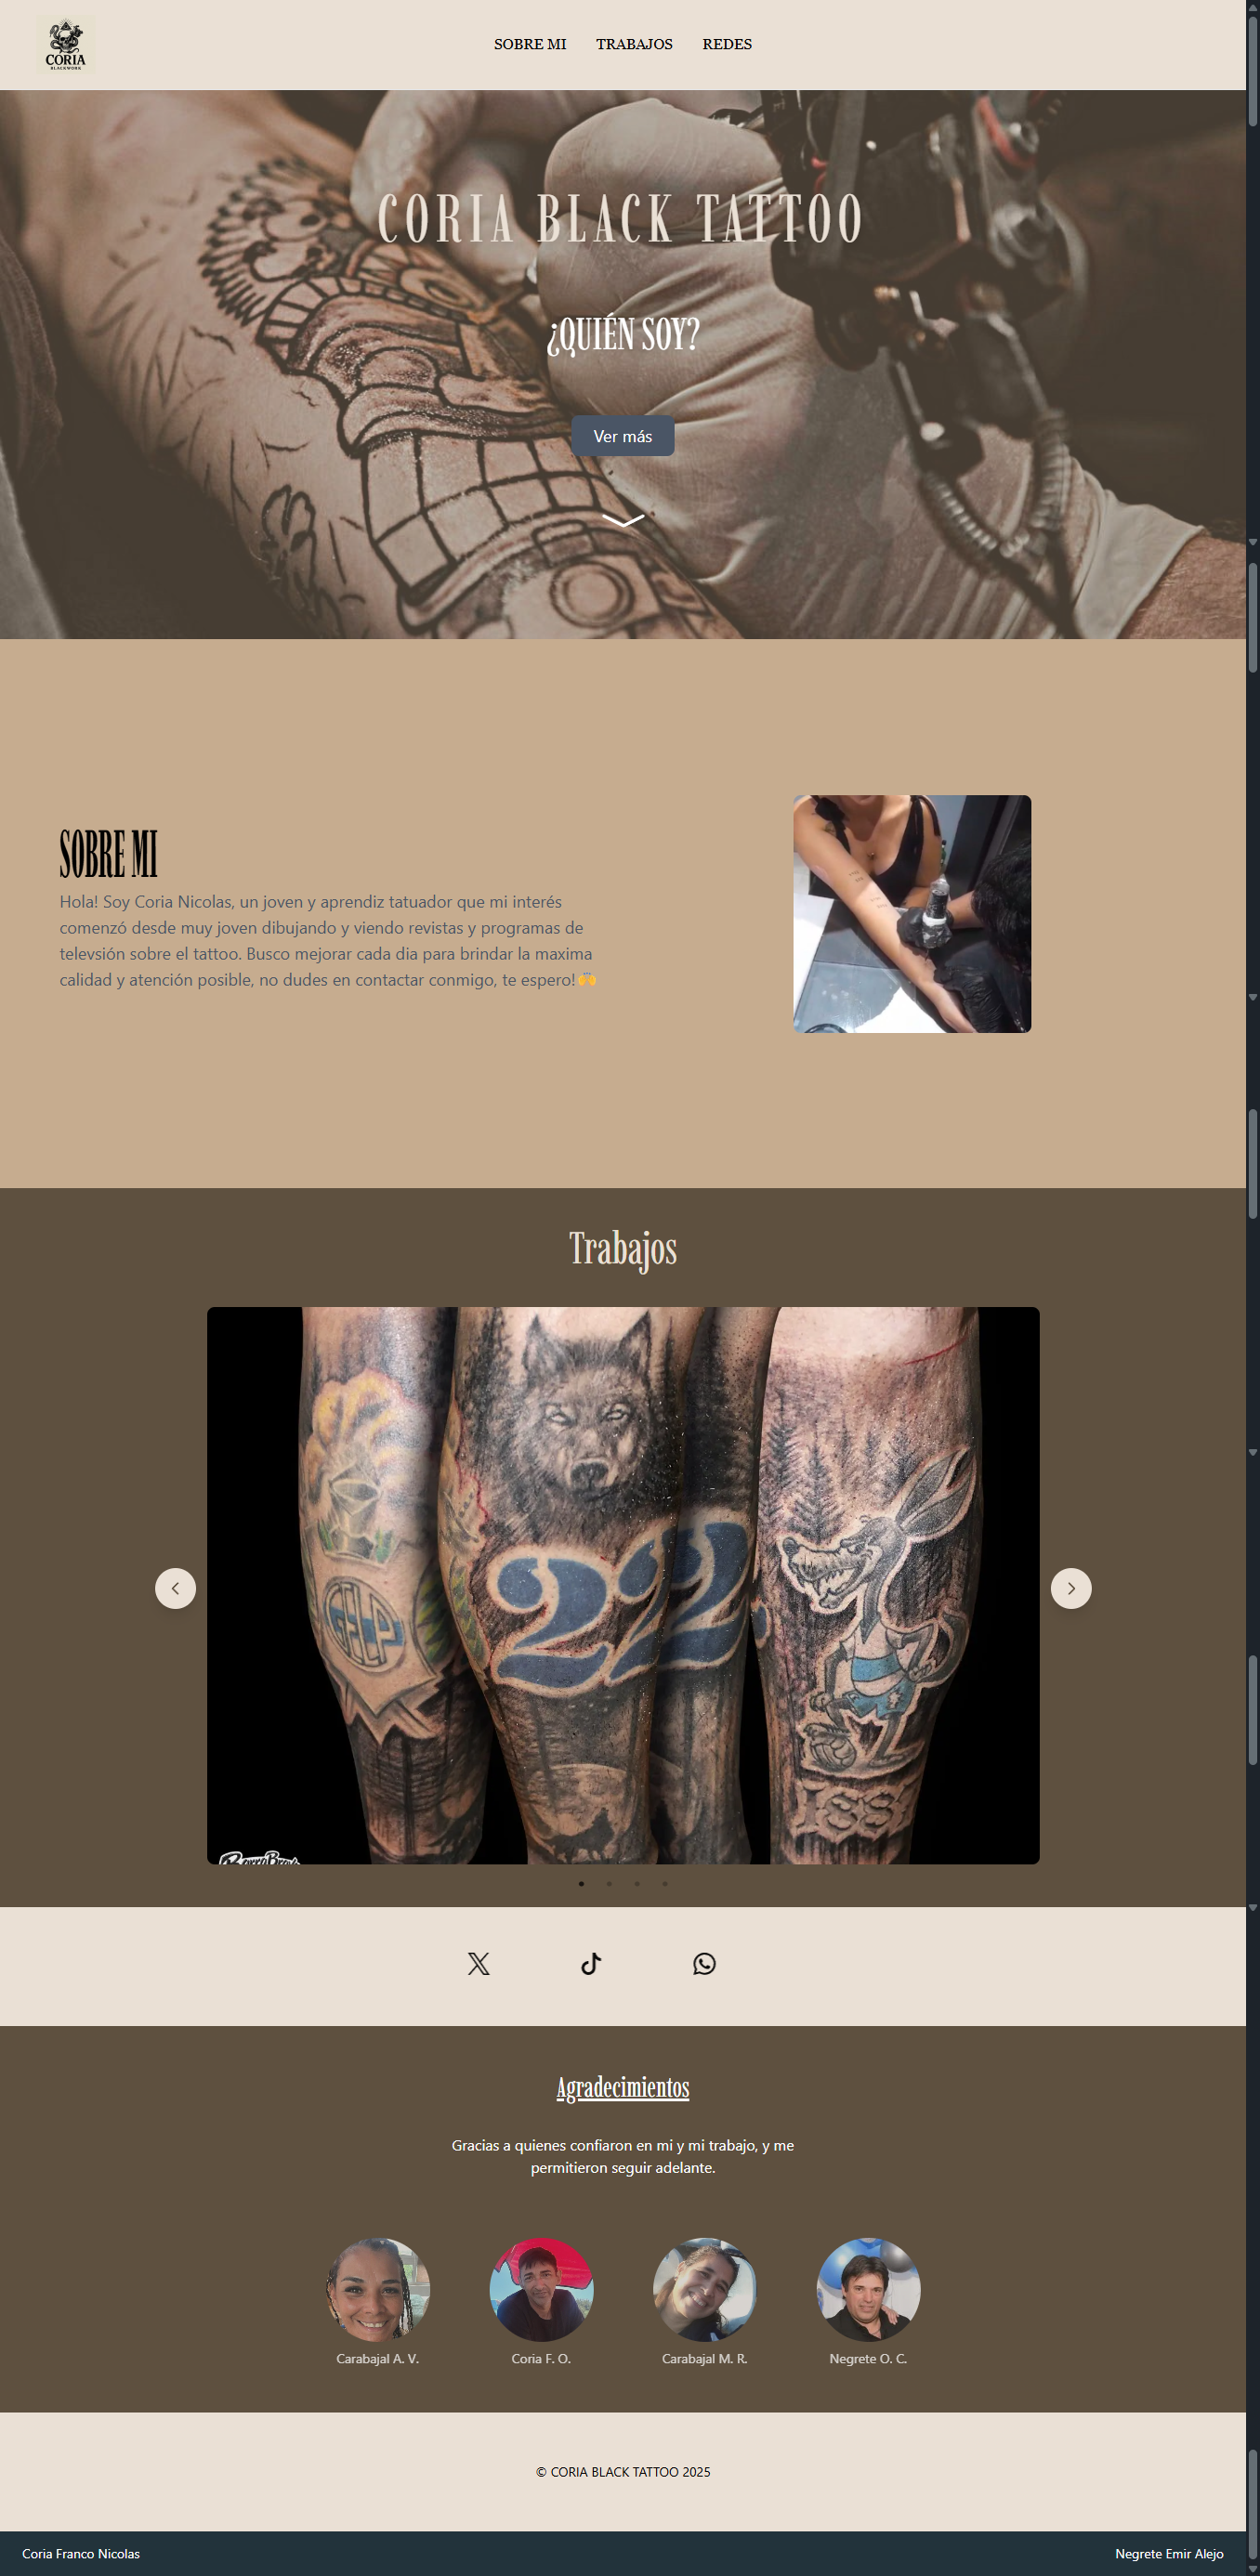 CORIA
BLACKWORK
SOBRE MI
TRABAJOS
REDES
CORIA BLACK TATTOO
¿QUIÉN SOY?
Ver más
SOBRE MI
Hola! Soy Coria Nicolas, un joven y aprendiz tatuador que mi interés
comenzó desde muy joven dibujando y viendo revistas y programas de
televsión sobre el tattoo. Busco mejorar cada dia para brindar la maxima
calidad y atención posible, no dudes en contactar conmigo, te espero!🙌
Trabajos
22
188
Agradecimientos
Gracias a quienes confiaron en mi y mi trabajo, y me
permitieron seguir adelante.
Carabajal A. V.
Coria F. O.
Carabajal M. R.
Negrete O. C.
© CORIA BLACK TATTOO 2025
Coria Franco Nicolas
Negrete Emir Alejo